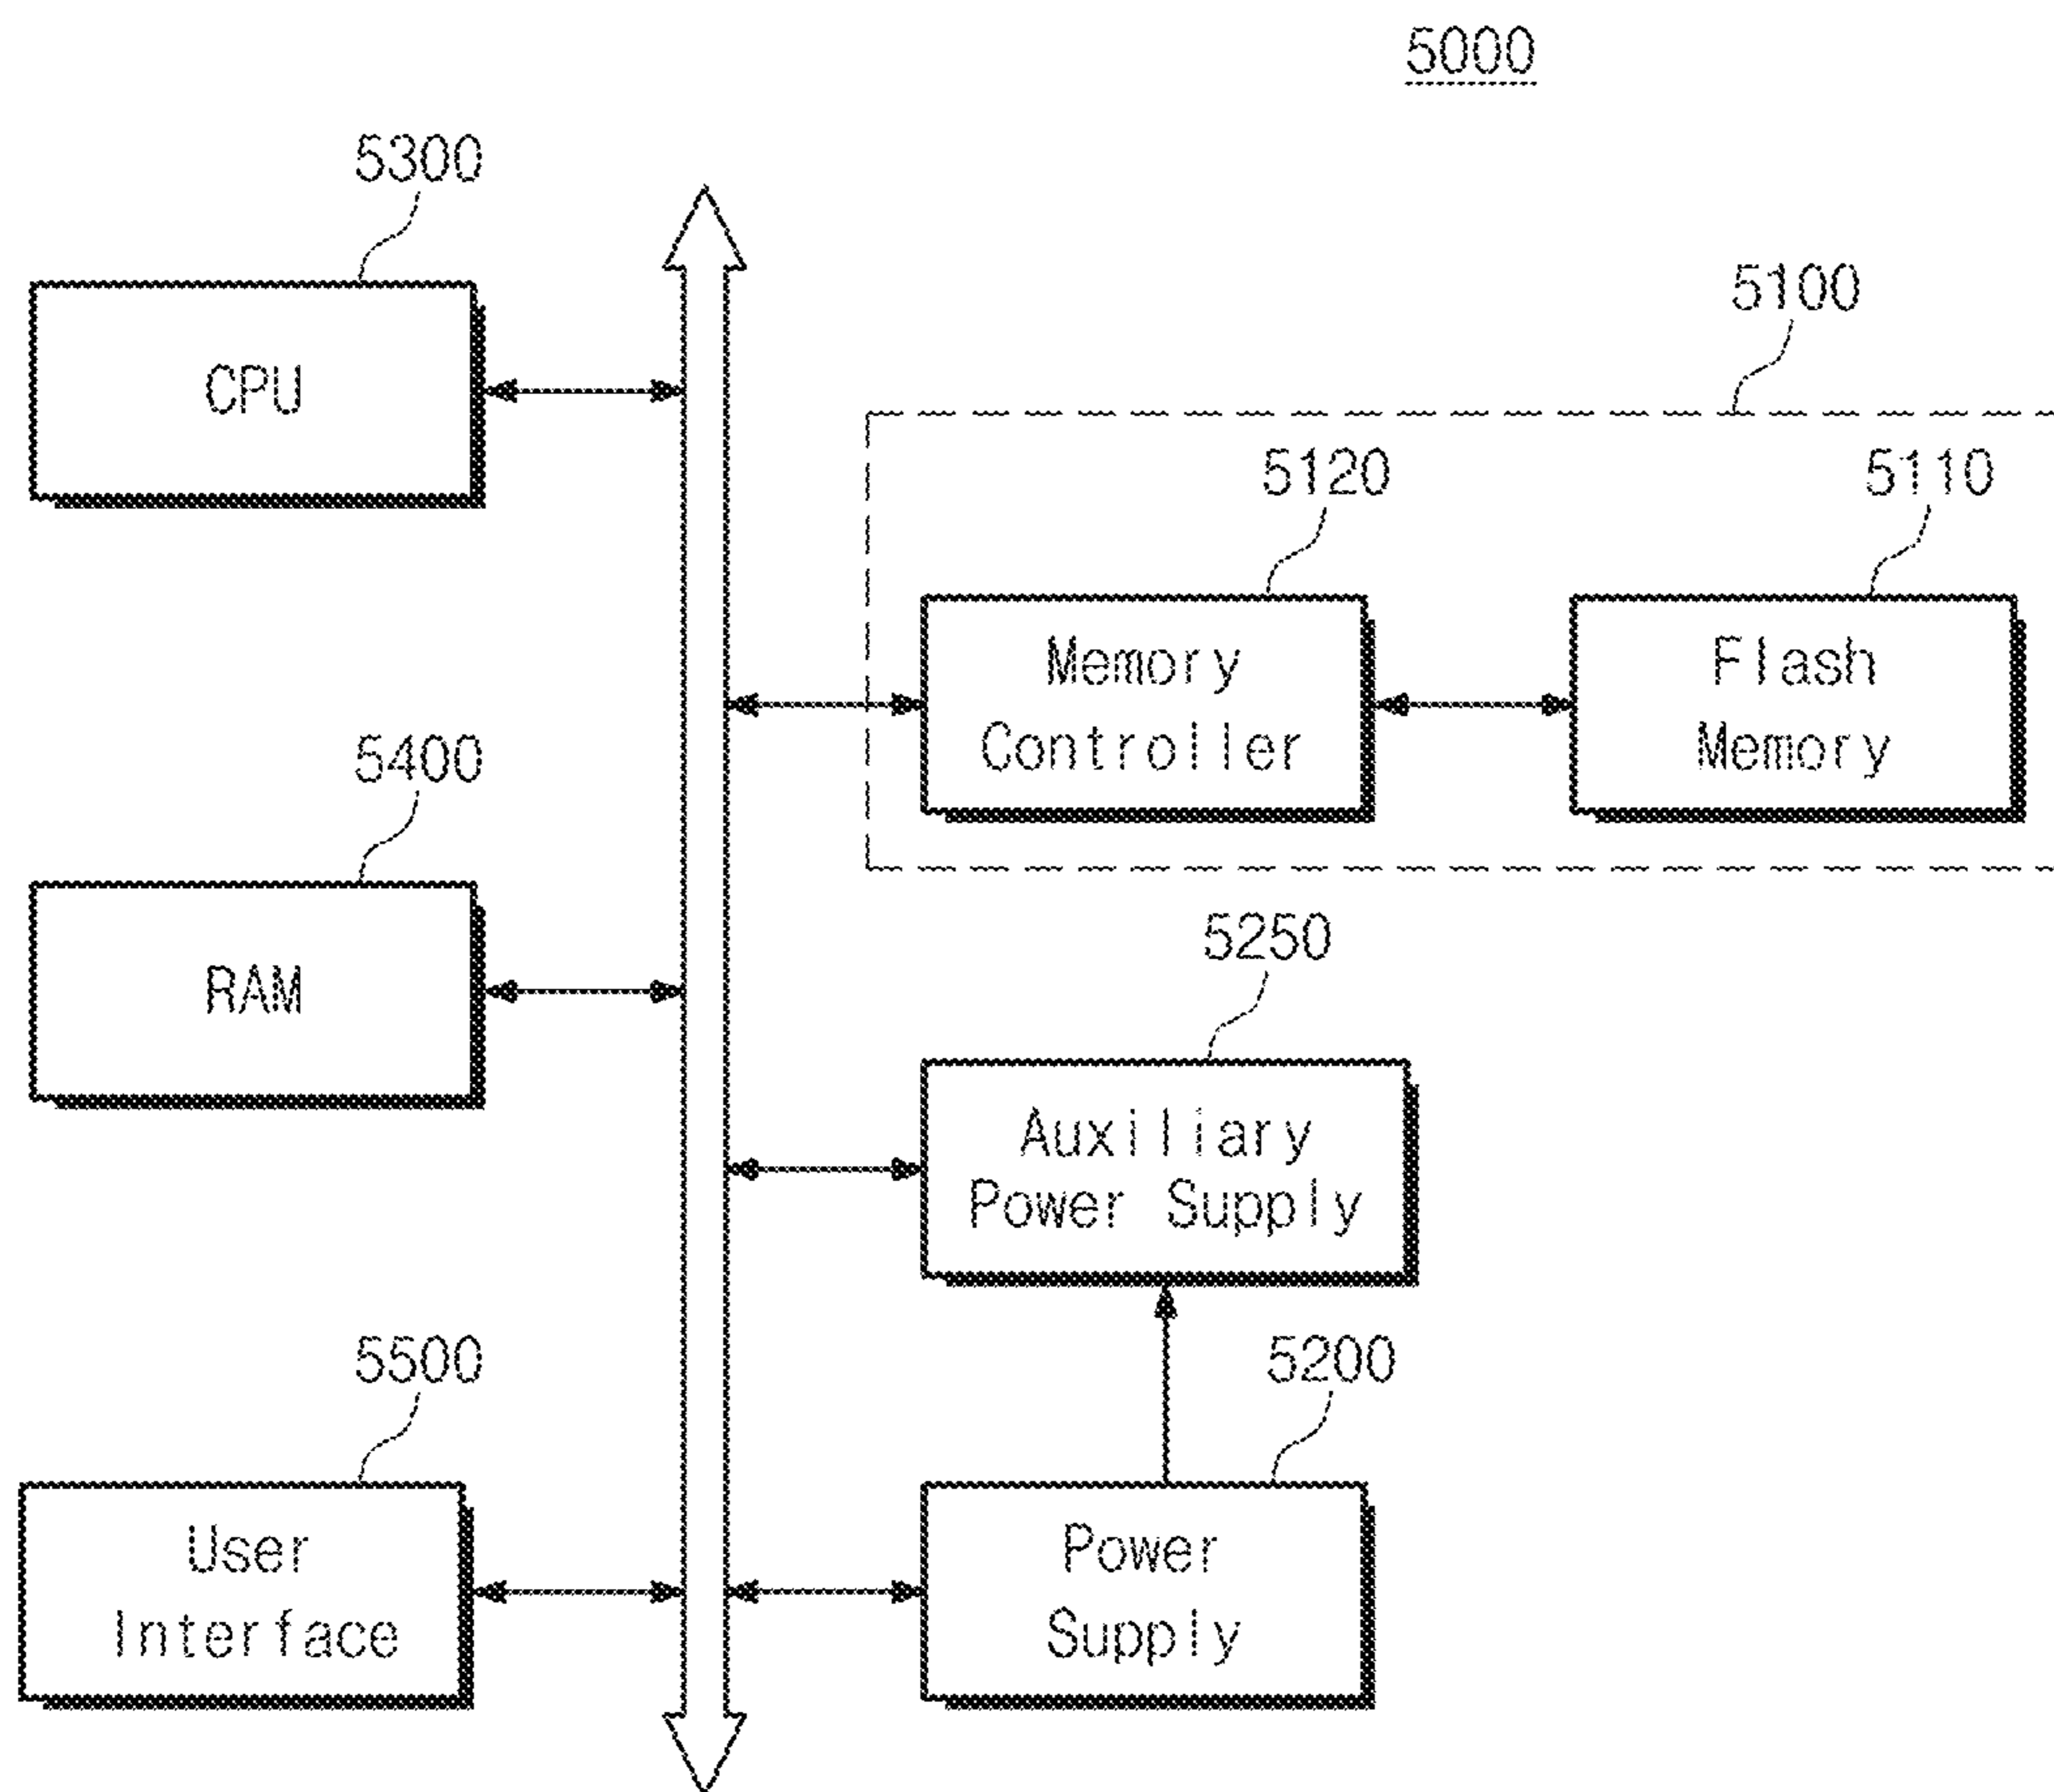 5000
5300
CPU
5100
5120
5110
Memory
Controller
Flash
Memory
5400
RAM
5250
Auxiliary
Power Supply
5500
User
Interface
5200
Power
Supply